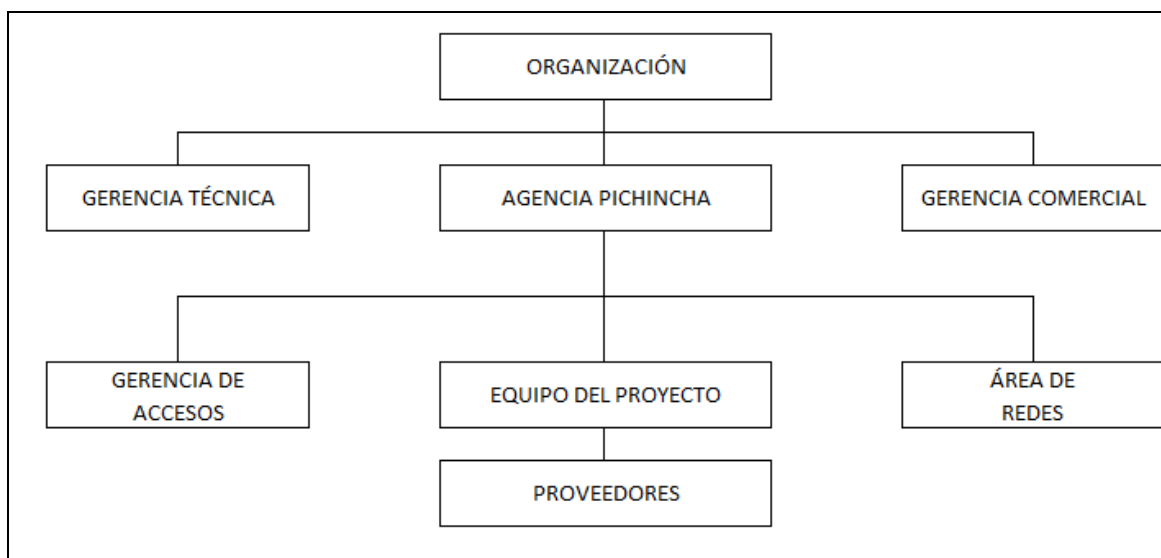 ORGANIZACIÓN
GERENCIA TÉCNICA
AGENCIA PICHINCHA
GERENCIA COMERCIAL
GERENCIA DE
ACCESOS
EQUIPO DEL PROYECTO
ÁREA DE
REDES
PROVEEDORES